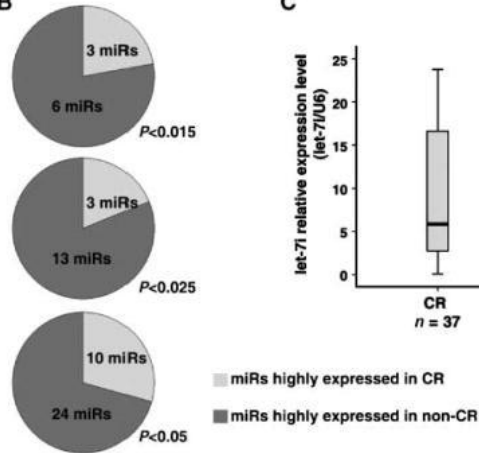 B
3 miRs
6 miRs
P<0.015
3 miRs
13 miRs
P<0.025
10 miRs
24 miRs
P<0.05
C
let-7i relative expression level
(let-7i/U6)
25
20
15
10
5
0
CR
n = 37
miRs highly expressed in CR
miRs highly expressed in non-CR